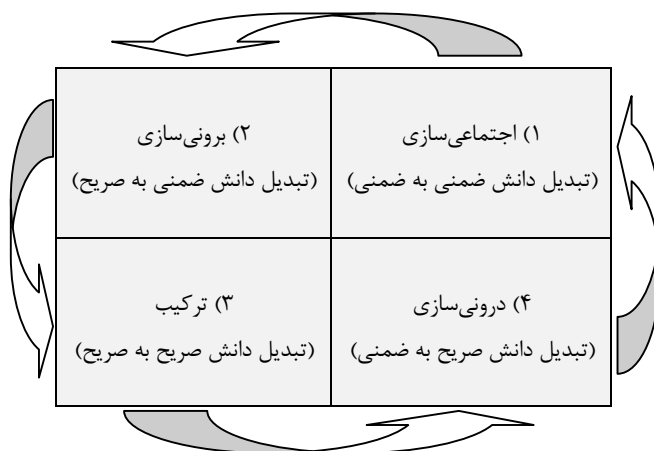 ۱) اجتماعی‌سازی
(تبدیل دانش ضمنی به ضمنی)
۲) برونی‌سازی
(تبدیل دانش ضمنی به صریح)
۳) ترکیب
(تبدیل دانش صریح به صریح)
۴) درونی‌سازی
(تبدیل دانش صریح به ضمنی)